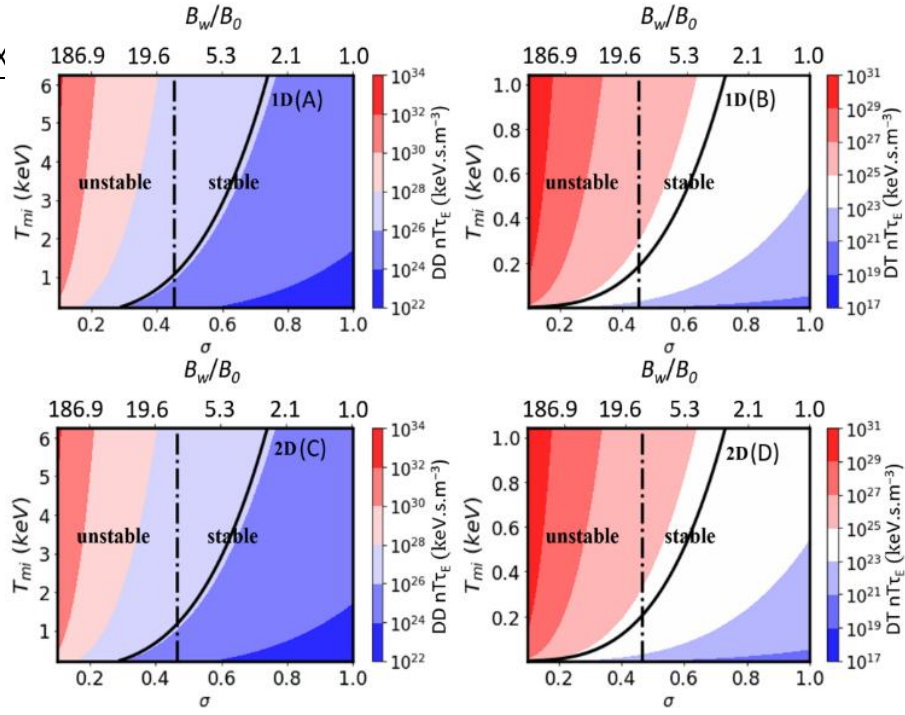 B_w/B_0
186.9 19.6 5.3 2.1 1.0
6
5
4
3
2
1
T_mi (keV)
1D(A)
unstable
stable
0.2 0.4 0.6 0.8 1.0
σ
10^34
10^32
10^30
10^28
10^26
10^24
10^22
DD nTτ_E (keV.s.m^−3)
B_w/B_0
186.9 19.6 5.3 2.1 1.0
1.0
0.8
0.6
0.4
0.2
T_mi (keV)
1D(B)
unstable
stable
0.2 0.4 0.6 0.8 1.0
σ
10^31
10^29
10^27
10^25
10^23
10^21
10^19
10^17
DT nTτ_E (keV.s.m^−3)
B_w/B_0
186.9 19.6 5.3 2.1 1.0
6
5
4
3
2
1
T_mi (keV)
2D(C)
unstable
stable
0.2 0.4 0.6 0.8 1.0
σ
10^34
10^32
10^30
10^28
10^26
10^24
10^22
DD nTτ_E (keV.s.m^−3)
B_w/B_0
186.9 19.6 5.3 2.1 1.0
1.0
0.8
0.6
0.4
0.2
T_mi (keV)
2D(D)
unstable
stable
0.2 0.4 0.6 0.8 1.0
σ
10^31
10^29
10^27
10^25
10^23
10^21
10^19
10^17
DT nTτ_E (keV.s.m^−3)